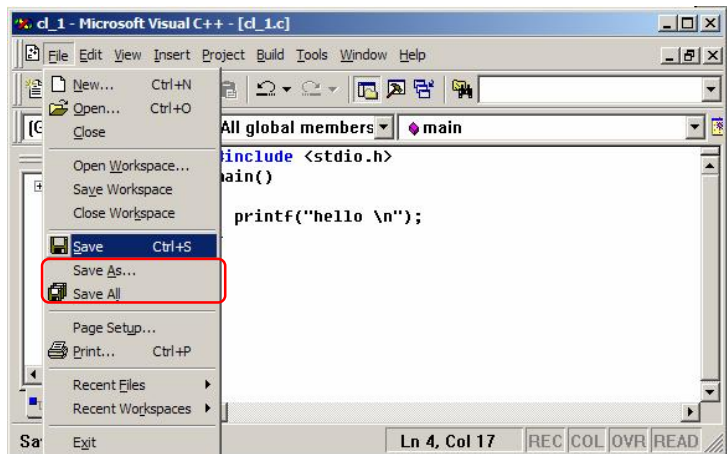 cl_1 - Microsoft Visual C++ - [cl_1.c]
File Edit View Insert Project Build Tools Window Help
New... Ctrl+N
Open... Ctrl+O
Close
All global members main
Open Workspace...
Save Workspace
Close Workspace
#include <stdio.h>
main()
printf("hello \n");
Save Ctrl+S
Save As...
Save All
Page Setup...
Print... Ctrl+P
Recent Files
Recent Workspaces
Exit
Ln 4, Col 17 REC COL OVR READ